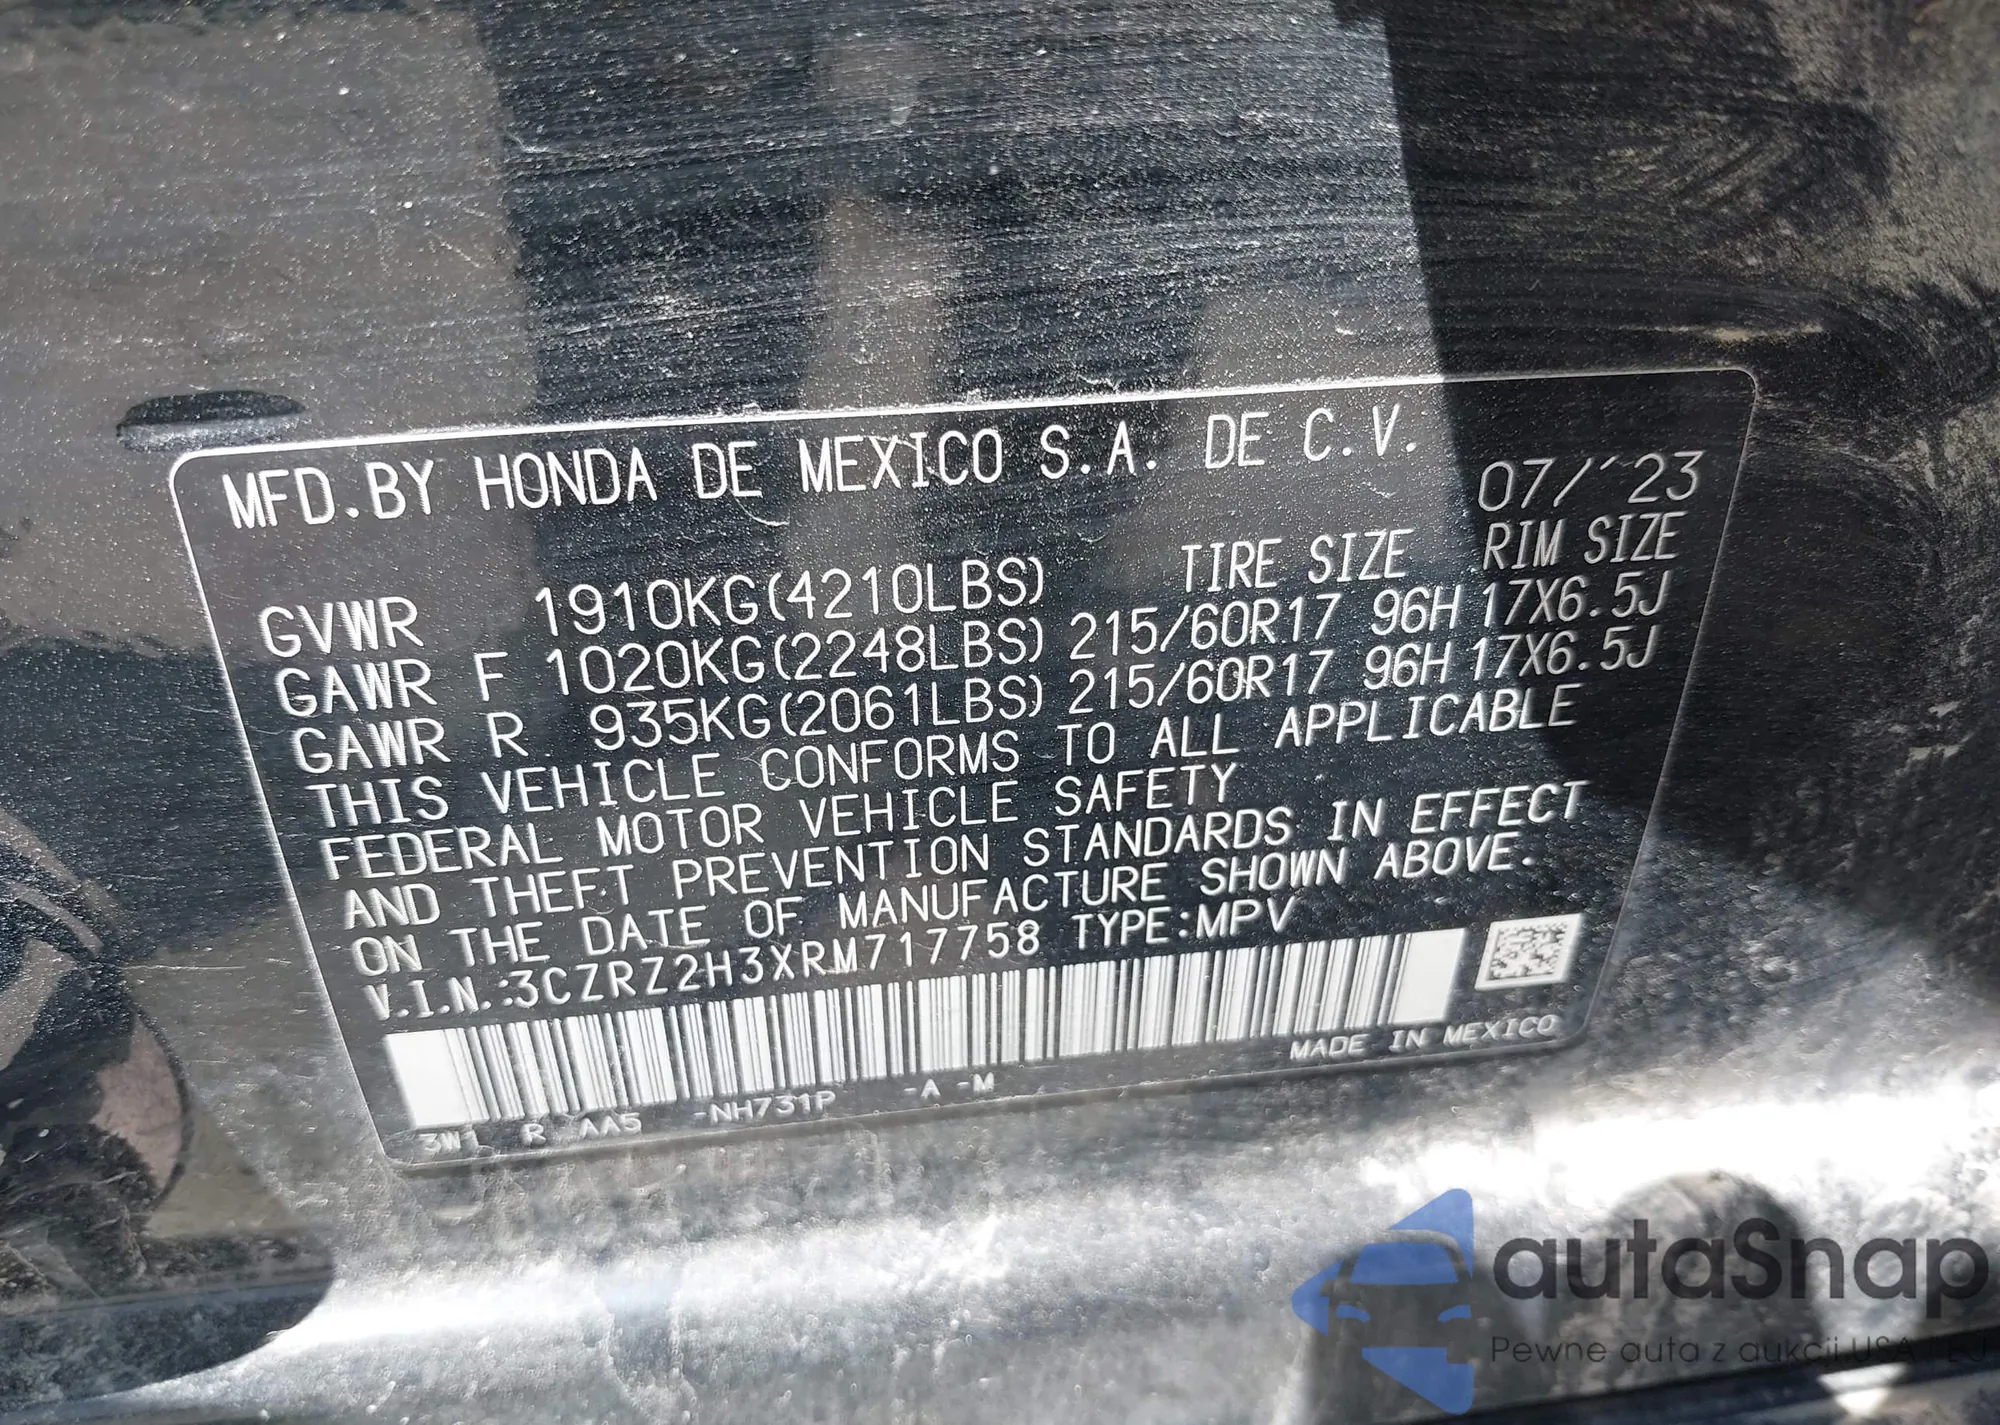 MFD.BY HONDA DE MEXICO S.A. DE C.V.
07/´23
TIRE SIZE RIM SIZE
GVWR 1910KG(4210LBS)
GAWR F 1020KG(2248LBS) 215/60R17 96H 17X6.5J
GAWR R 935KG(2061LBS) 215/60R17 96H 17X6.5J
THIS VEHICLE CONFORMS TO ALL APPLICABLE
FEDERAL MOTOR VEHICLE SAFETY
AND THEFT PREVENTION STANDARDS IN EFFECT
ON THE DATE OF MANUFACTURE SHOWN ABOVE.
V.I.N.:3CZRZ2H3XRM717758 TYPE:MPV
MADE IN MEXICO
3W1 R AA5 -NH731P -A -M
autaSnap
Pewne auta z aukcji USA i EU